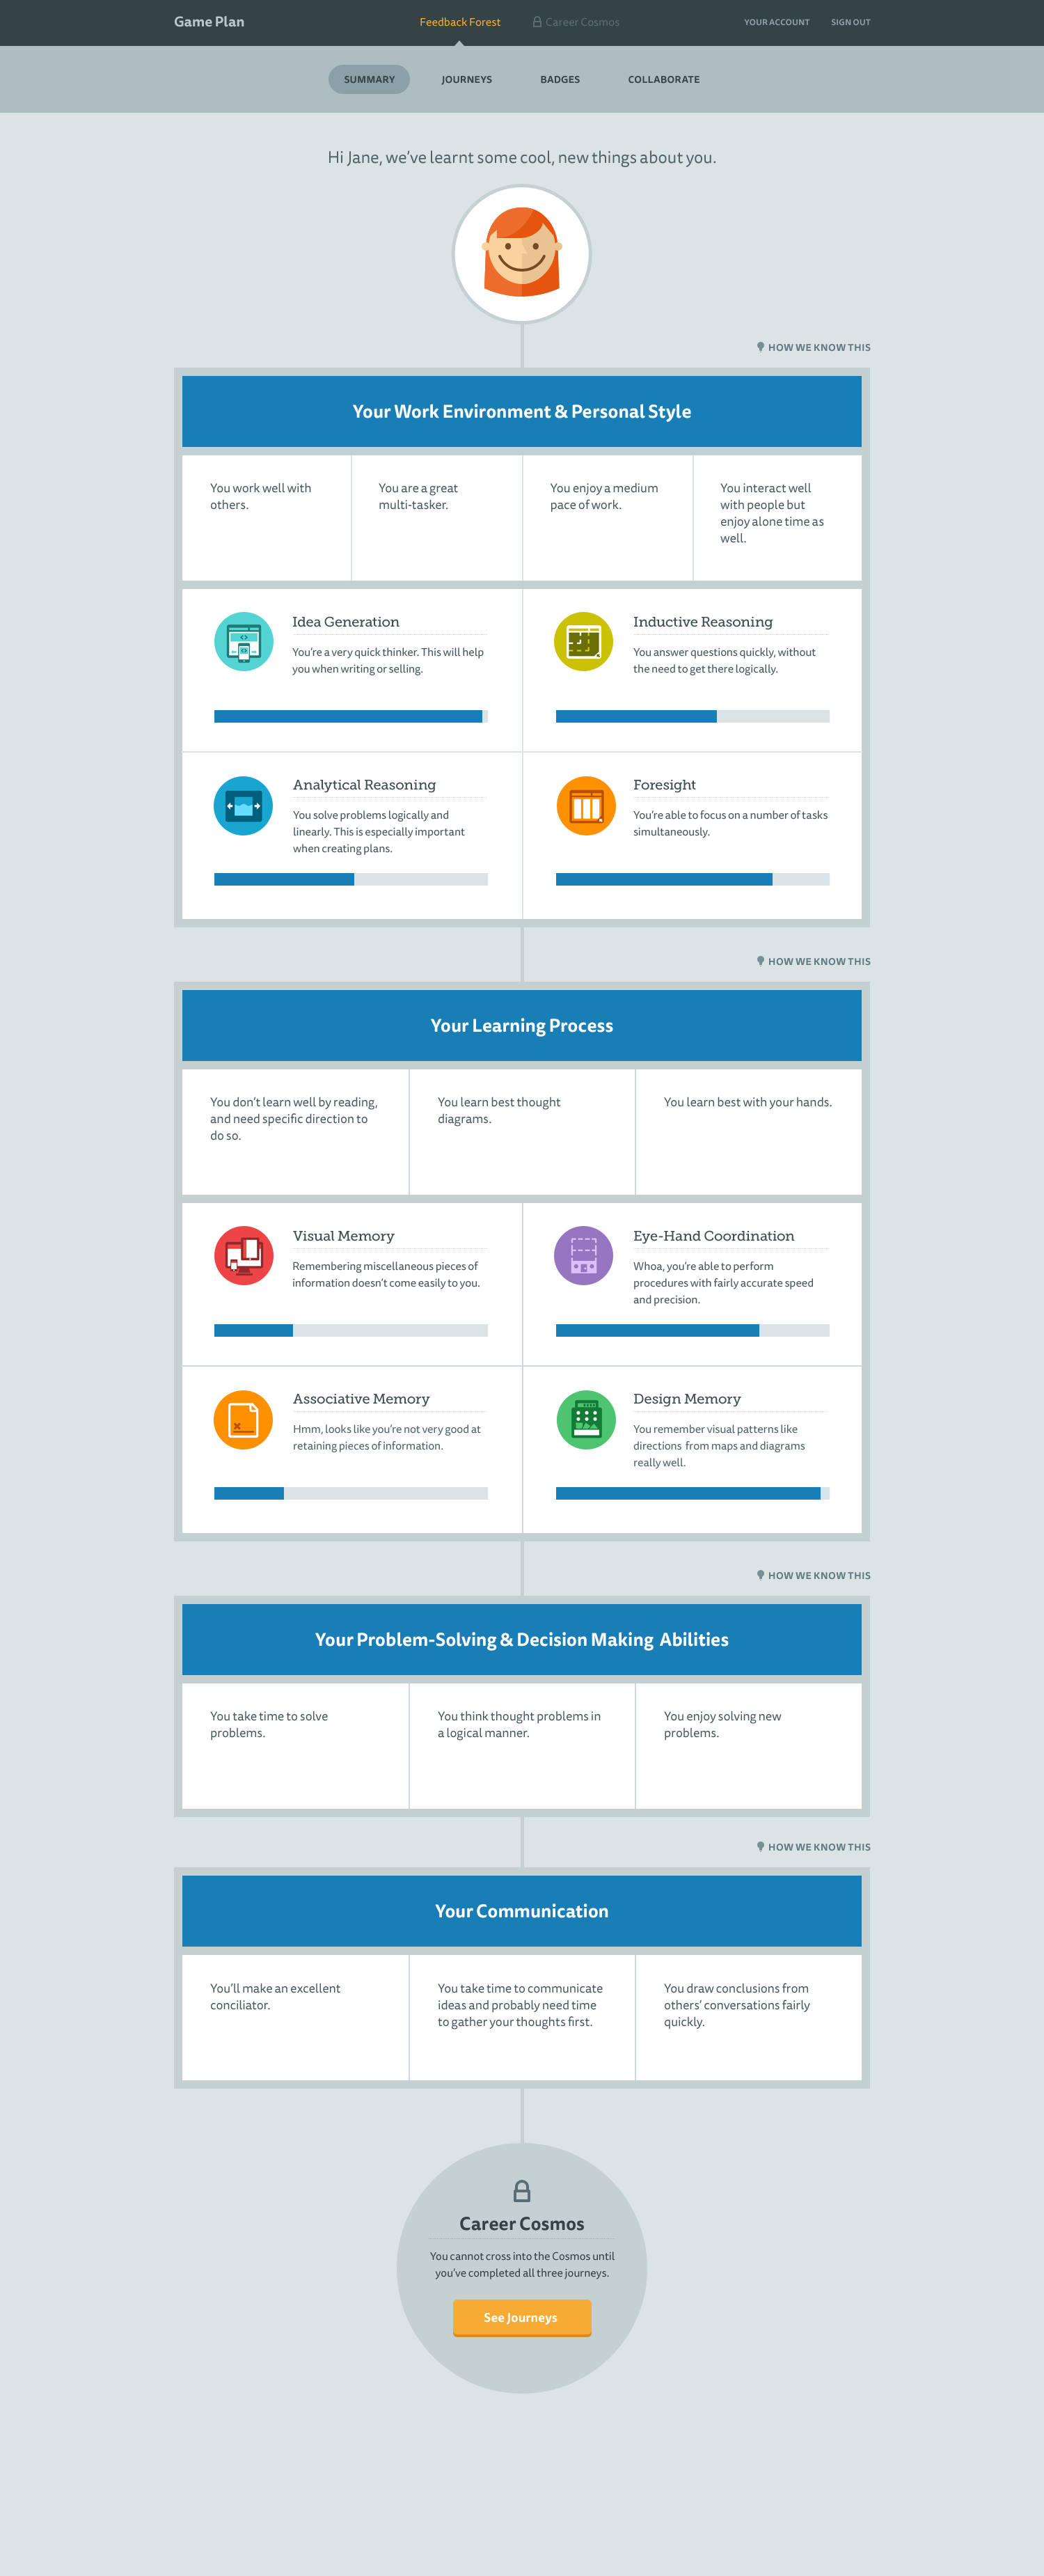 Game Plan
Feedback Forest
Career Cosmos
YOUR ACCOUNT
SIGN OUT
SUMMARY
JOURNEYS
BADGES
COLLABORATE
Hi Jane, we’ve learnt some cool, new things about you.
HOW WE KNOW THIS
Your Work Environment & Personal Style
You work well with
others.
You are a great
multi-tasker.
You enjoy a medium
pace of work.
You interact well
with people but
enjoy alone time as
well.
Idea Generation
You’re a very quick thinker. This will help
you when writing or selling.
Inductive Reasoning
You answer questions quickly, without
the need to get there logically.
Analytical Reasoning
You solve problems logically and
linearly. This is especially important
when creating plans.
Foresight
You’re able to focus on a number of tasks
simultaneously.
HOW WE KNOW THIS
Your Learning Process
You don’t learn well by reading,
and need specific direction to
do so.
You learn best thought
diagrams.
You learn best with your hands.
Visual Memory
Remembering miscellaneous pieces of
information doesn’t come easily to you.
Eye-Hand Coordination
Whoa, you’re able to perform
procedures with fairly accurate speed
and precision.
Associative Memory
Hmm, looks like you’re not very good at
retaining pieces of information.
Design Memory
You remember visual patterns like
directions from maps and diagrams
really well.
HOW WE KNOW THIS
Your Problem-Solving & Decision Making Abilities
You take time to solve
problems.
You think thought problems in
a logical manner.
You enjoy solving new
problems.
HOW WE KNOW THIS
Your Communication
You’ll make an excellent
conciliator.
You take time to communicate
ideas and probably need time
to gather your thoughts first.
You draw conclusions from
others’ conversations fairly
quickly.
Career Cosmos
You cannot cross into the Cosmos until
you’ve completed all three journeys.
See Journeys